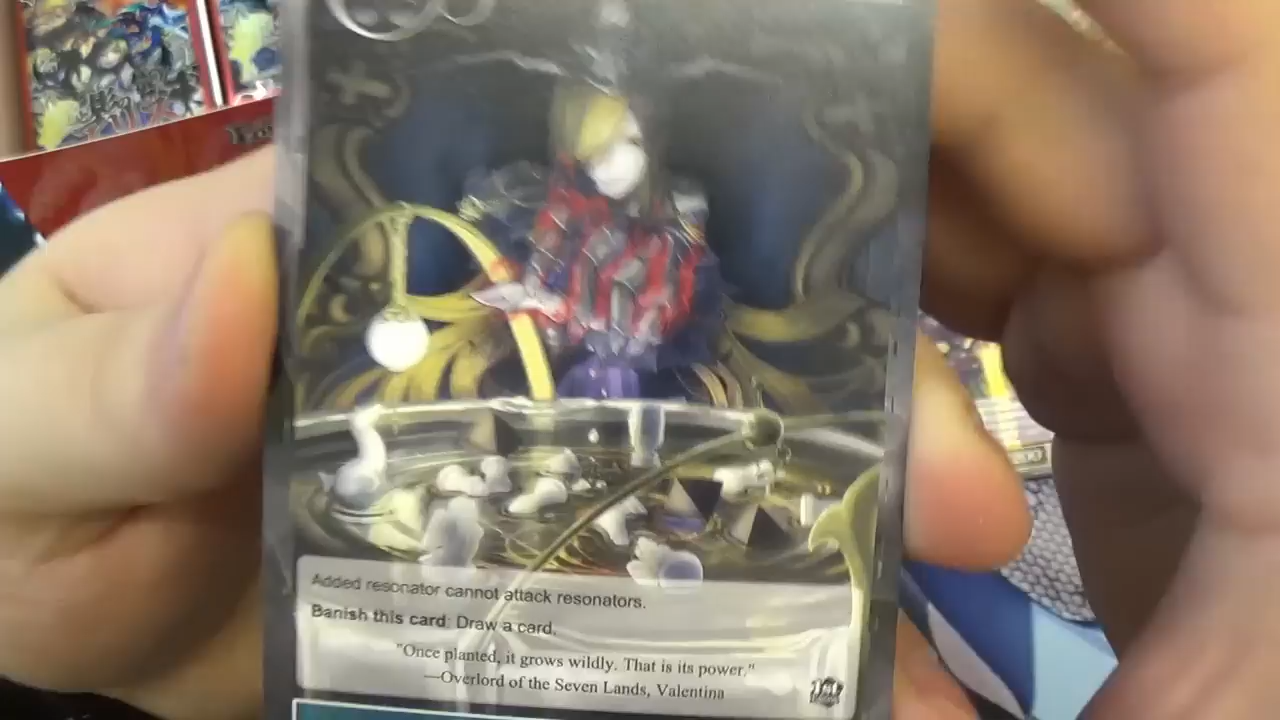 Added resonator cannot attack resonators.
Banish this card: Draw a card.
"Once planted, it grows wildly. That is its power."
—Overlord of the Seven Lands, Valentina